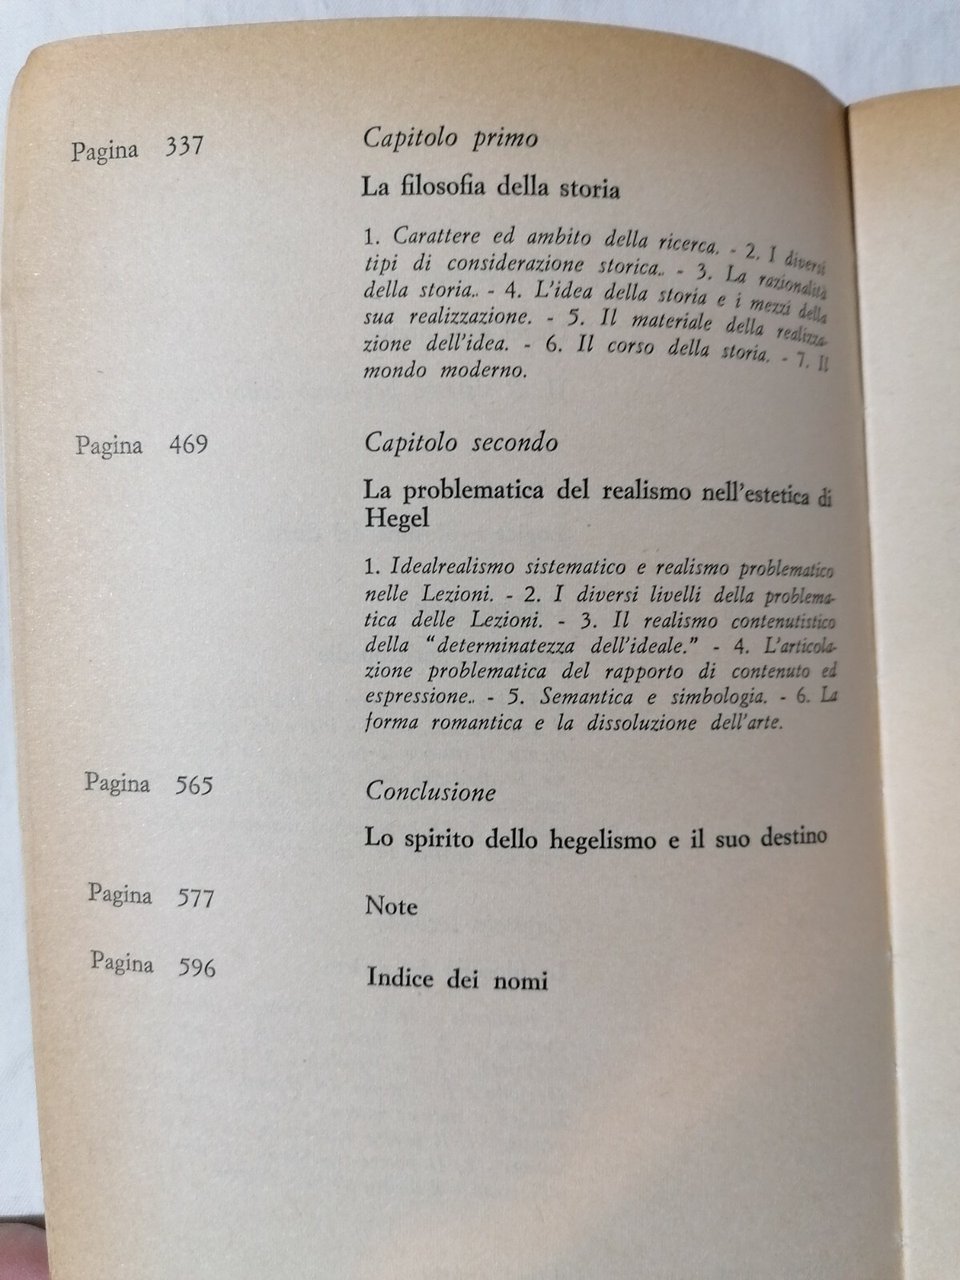 Pagina 337 Capitolo primo
La filosofia della storia
1. Carattere ed ambito della ricerca. - 2. I diversi
tipi di considerazione storica.. - 3. La razionalità
della storia.. - 4. L'idea della storia e i mezzi della
sua realizzazione. - 5. Il materiale della realizza-
zione dell'idea. - 6. Il corso della storia. - 7. Il
mondo moderno.
Pagina 469 Capitolo secondo
La problematica del realismo nell'estetica di
Hegel
1. Idealrealismo sistematico e realismo problematico
nelle Lezioni. - 2. I diversi livelli della problema-
tica delle Lezioni. - 3. Il realismo contenutistico
della “determinatezza dell'ideale.” - 4. L'articola-
zione problematica del rapporto di contenuto ed
espressione.. - 5. Semantica e simbologia. - 6. La
forma romantica e la dissoluzione dell'arte.
Pagina 565 Conclusione
Lo spirito dello hegelismo e il suo destino
Pagina 577 Note
Pagina 596 Indice dei nomi